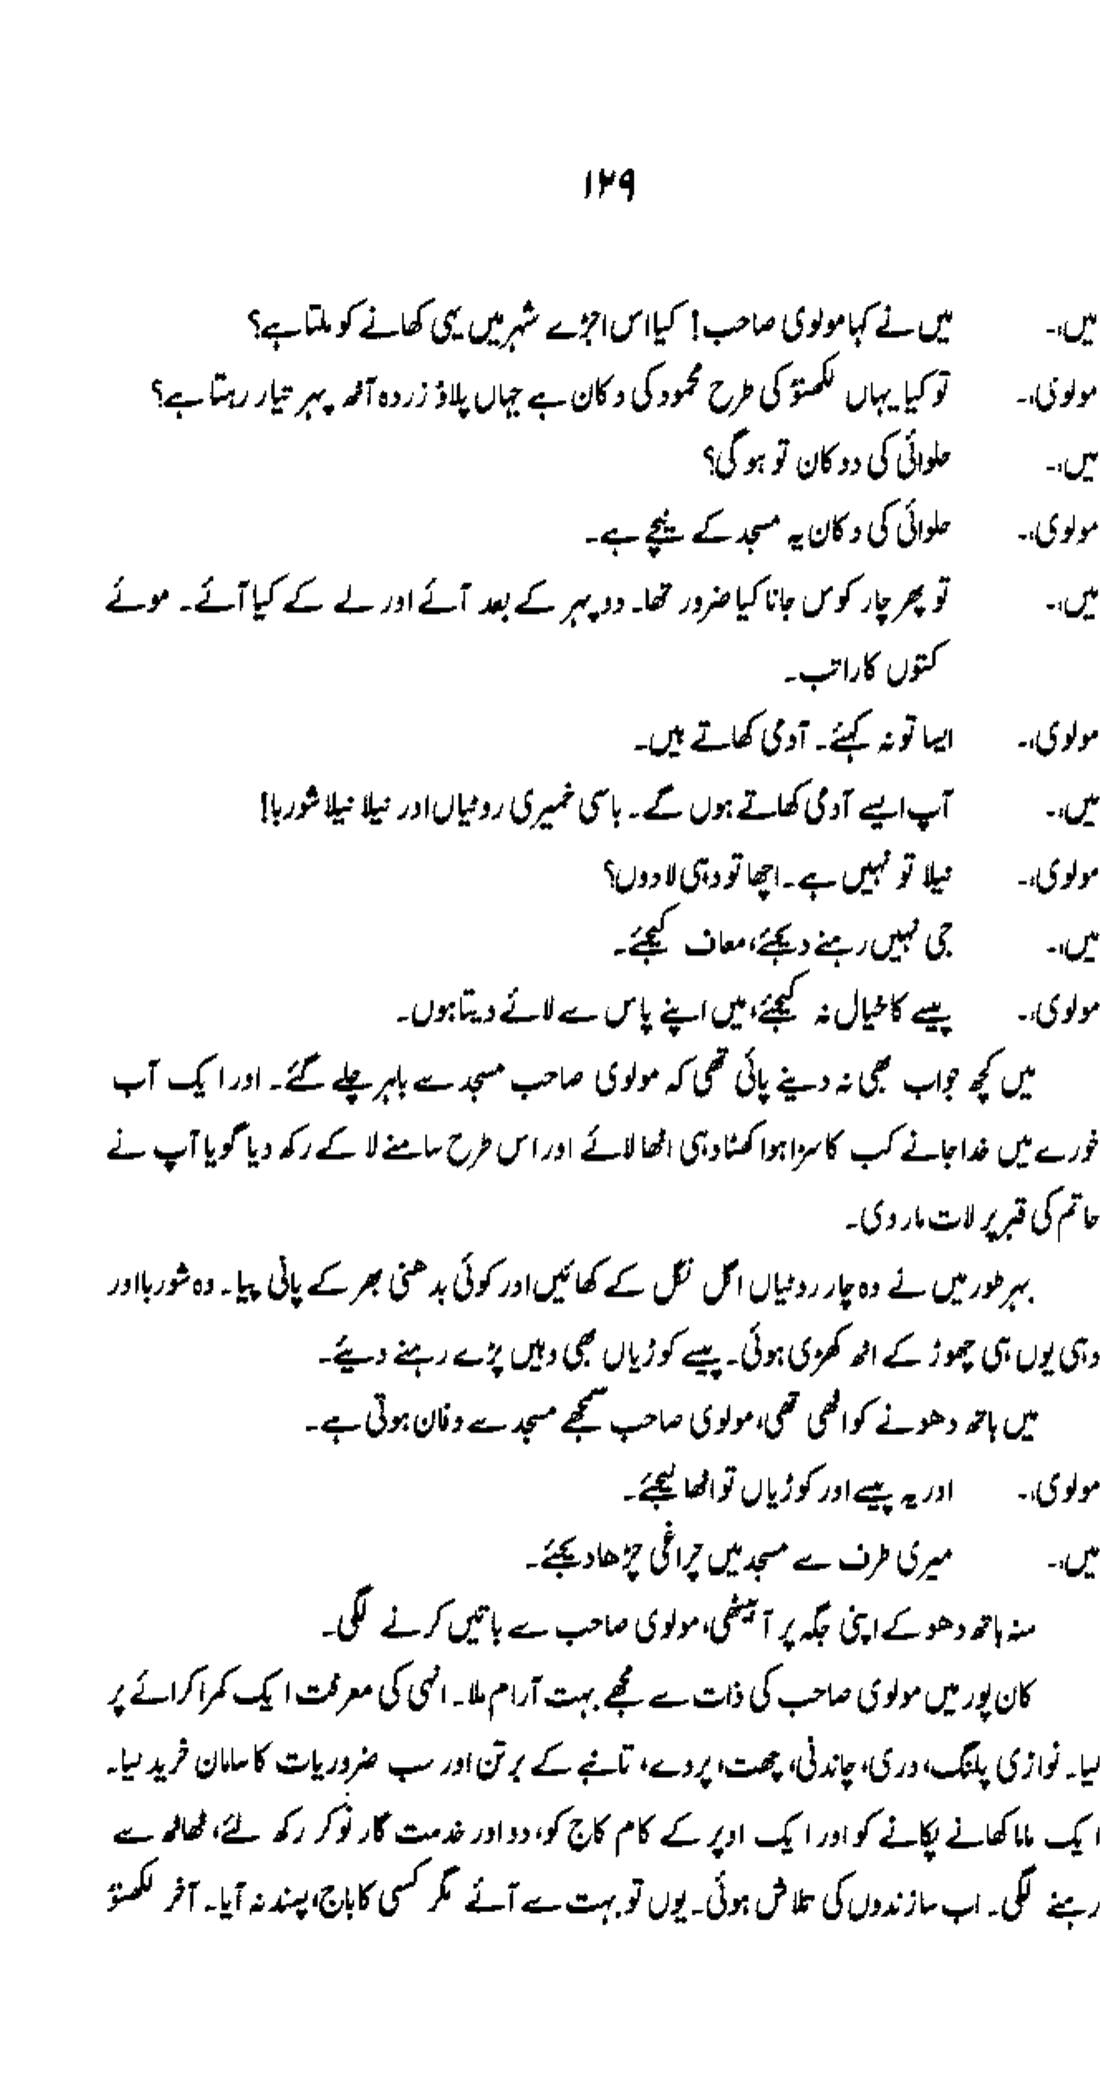 ۱۲۹
میں:۔ میں نے کہا مولوی صاحب! کیا اس اجڑے شہر میں یہی کھانے کو ملتا ہے؟
مولوی:۔ تو کیا یہاں لکھنؤ کی طرح محمود کی دکان ہے جہاں پلاؤ زردہ آٹھ پہر تیار رہتا ہے؟
میں:۔ حلوائی کی دوکان تو ہوگی؟
مولوی:۔ حلوائی کی دکان یہ مسجد کے نیچے ہے۔
میں:۔ تو پھر چار کوس جانا کیا ضرور تھا۔ دوپہر کے بعد آئے اور لے کے کیا آئے۔ موئے
کتوں کا راتب۔
مولوی:۔ ایسا تو نہ کہئے۔ آدمی کھاتے ہیں۔
میں:۔ آپ ایسے آدمی کھاتے ہوں گے۔ باسی خمیری روٹیاں اور نیلا نیلا شوربا!
مولوی:۔ نیلا تو نہیں ہے۔ اچھا تو دہی لا دوں؟
میں:۔ جی نہیں رہنے دیجئے، معاف کیجئے۔
مولوی:۔ پیسے کا خیال نہ کیجئے، میں اپنے پاس سے لائے دیتا ہوں۔
میں کچھ جواب بھی نہ دینے پائی تھی کہ مولوی صاحب مسجد سے باہر چلے گئے۔ اور ایک آب
خورے میں خدا جانے کب کا سڑا ہوا کھٹا دہی اٹھا لائے اور اس طرح سامنے لا کے رکھ دیا گویا آپ نے
حاتم کی قبر پر لات مار دی۔
بہر طور میں نے وہ چار روٹیاں اگل نگل کے کھائیں اور کوئی بدھنی بھر کے پانی پیا۔ وہ شوربا اور
دہی یوں ہی چھوڑ کے اٹھ کھڑی ہوئی۔ پیسے کوڑیاں بھی وہیں پڑے رہنے دیئے۔
میں ہاتھ دھونے کو اٹھی تھی، مولوی صاحب سمجھے مسجد سے دفان ہوتی ہے۔
مولوی:۔ اور یہ پیسے اور کوڑیاں تو اٹھا لیجئے۔
میں:۔ میری طرف سے مسجد میں چراغی چڑھا دیجئے۔
منہ ہاتھ دھو کے اپنی جگہ پر آ بیٹھی، مولوی صاحب سے باتیں کرنے لگی۔
کان پور میں مولوی صاحب کی ذات سے مجھے بہت آرام ملا۔ انہی کی معرفت ایک کمرا کرائے پر
لیا۔ نواڑی پلنگ، دری، چاندنی، چھت، پردے، تانبے کے برتن اور سب ضروریات کا سامان خرید لیا۔
ایک ماما کھانے پکانے کو اور ایک اوپر کے کام کاج کو، دو اور خدمت گار نوکر رکھ لئے، ٹھاٹھ سے
رہنے لگی۔ اب سازندوں کی تلاش ہوئی۔ یوں تو بہت سے آئے مگر کسی کا باج، پسند نہ آیا۔ آخر لکھنؤ